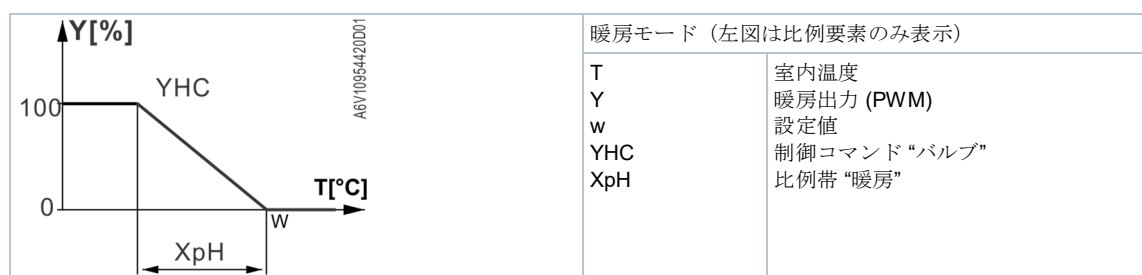 Y[%]
A6V10954420D01
YHC
100
T[°C]
0
w
XpH
暖房モード（左図は比例要素のみ表示）
T 室内温度
Y 暖房出力 (PWM)
w 設定値
YHC 制御コマンド “バルブ”
XpH 比例帯 “暖房”